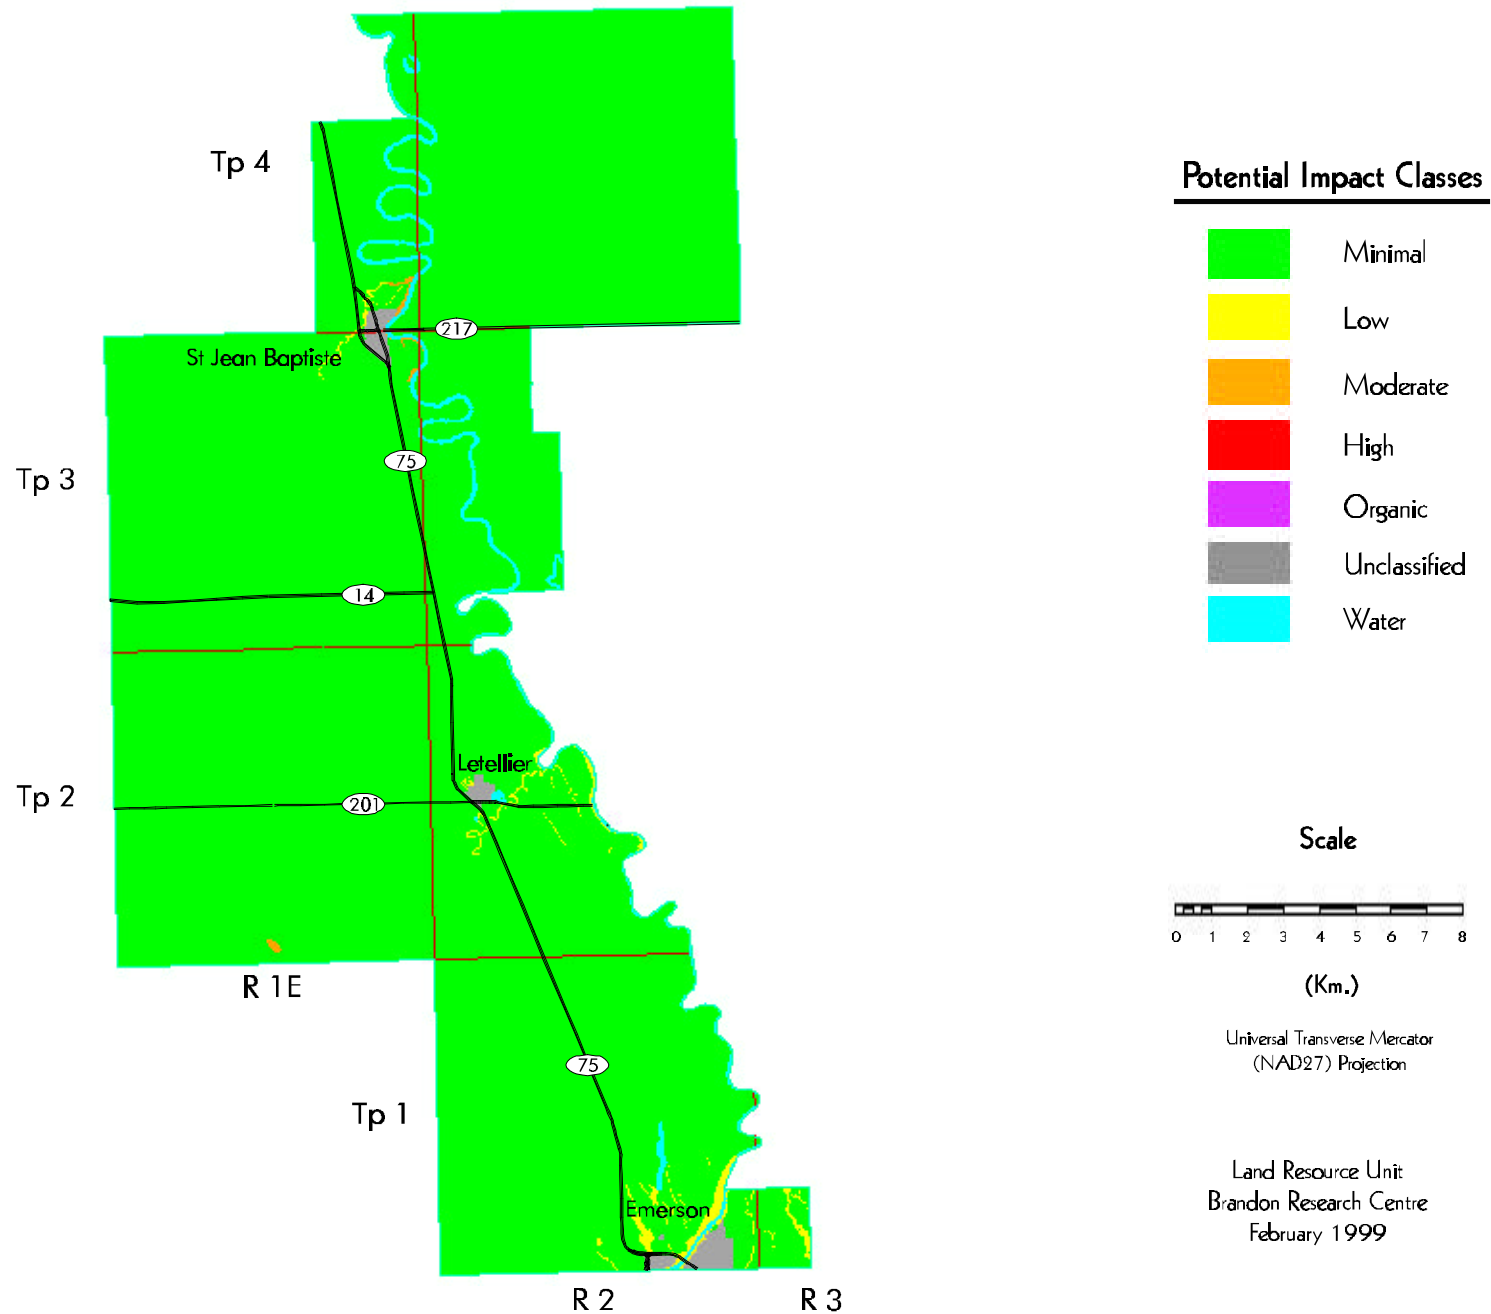 Tp 4
Potential Impact Classes
Minimal
Low
Moderate
High
Organic
Unclassified
Water
217
St Jean Baptiste
75
Tp 3
14
Letellier
Tp 2
201
R 1E
75
Tp 1
Emerson
R 2
R 3
Scale
0 1 2 3 4 5 6 7 8
(Km.)
Universal Transverse Mercator
(NAD27) Projection
Land Resource Unit
Brandon Research Centre
February 1999